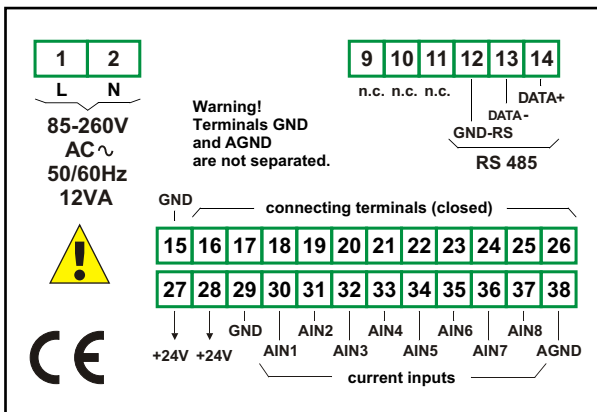 1 2
L N
85-260V
AC∿
50/60Hz
12VA
Warning!
Terminals GND
and AGND
are not separated.
9 10 11 12 13 14
n.c. n.c. n.c.
DATA+
DATA-
GND-RS
RS 485
GND
connecting terminals (closed)
15 16 17 18 19 20 21 22 23 24 25 26
27 28 29 30 31 32 33 34 35 36 37 38
GND AIN2 AIN4 AIN6 AIN8
+24V +24V AIN1 AIN3 AIN5 AIN7 AGND
current inputs
!
CE